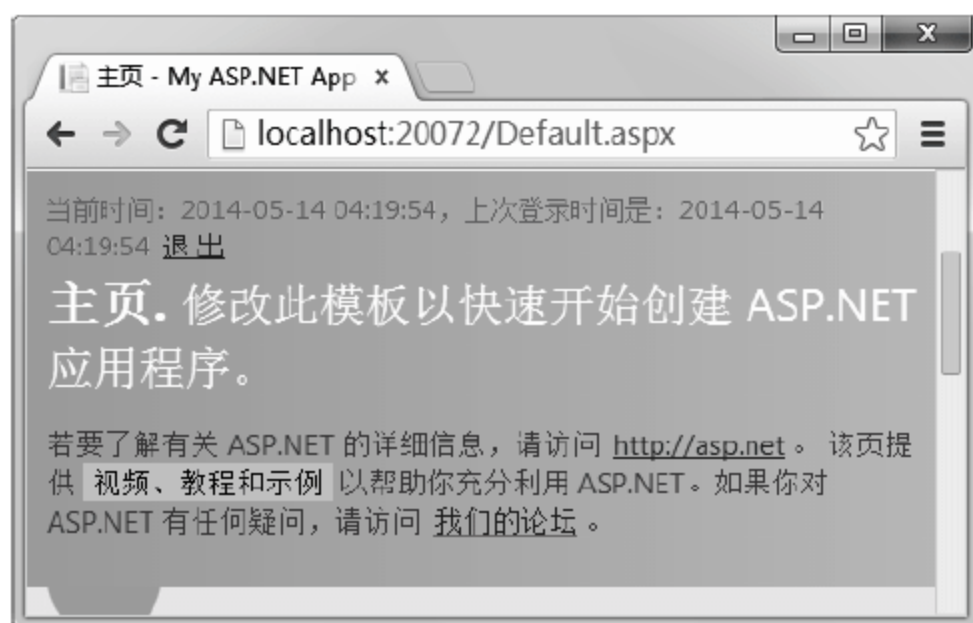 主页 - My ASP.NET App
localhost:20072/Default.aspx
当前时间：2014-05-14 04:19:54，上次登录时间是：2014-05-14
04:19:54 退 出
主页. 修改此模板以快速开始创建 ASP.NET
应用程序。
若要了解有关 ASP.NET 的详细信息，请访问 http://asp.net 。 该页提
供 视频、教程和示例 以帮助你充分利用 ASP.NET。如果你对
ASP.NET 有任何疑问，请访问 我们的论坛 。